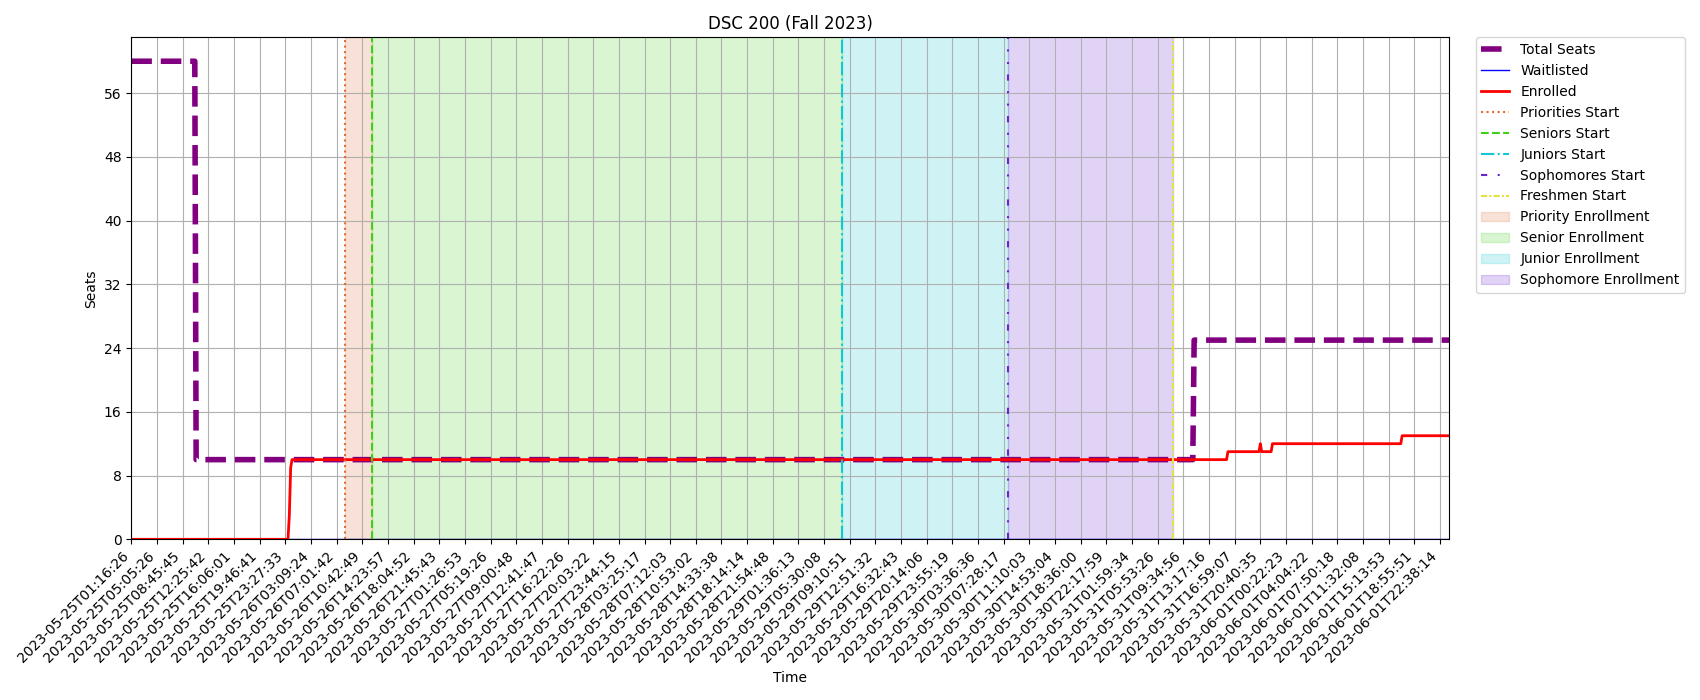 DSC 200 (Fall 2023)
Total Seats
Waitlisted
Enrolled
Priorities Start
Seniors Start
Juniors Start
Sophomores Start
Freshmen Start
Priority Enrollment
Senior Enrollment
Junior Enrollment
Sophomore Enrollment
Seats
56
48
40
32
24
16
8
0
2023-05-25T01:16:26
2023-05-25T05:05:26
2023-05-25T08:45:45
2023-05-25T12:25:42
2023-05-25T16:06:01
2023-05-25T19:46:41
2023-05-25T23:27:33
2023-05-26T03:09:24
2023-05-26T07:01:42
2023-05-26T10:42:49
2023-05-26T14:23:57
2023-05-26T18:04:52
2023-05-26T21:45:43
2023-05-27T01:26:53
2023-05-27T05:19:26
2023-05-27T09:00:48
2023-05-27T12:41:47
2023-05-27T16:22:26
2023-05-27T20:03:22
2023-05-27T23:44:15
2023-05-28T03:25:17
2023-05-28T07:12:03
2023-05-28T10:53:02
2023-05-28T14:33:38
2023-05-28T18:14:14
2023-05-28T21:54:48
2023-05-29T01:36:13
2023-05-29T05:30:08
2023-05-29T09:10:51
2023-05-29T12:51:32
2023-05-29T16:32:43
2023-05-29T20:14:06
2023-05-29T23:55:19
2023-05-30T03:36:36
2023-05-30T07:28:17
2023-05-30T11:10:03
2023-05-30T14:53:04
2023-05-30T18:36:00
2023-05-30T22:17:59
2023-05-31T01:59:34
2023-05-31T05:53:26
2023-05-31T09:34:56
2023-05-31T13:17:16
2023-05-31T16:59:07
2023-05-31T20:40:35
2023-06-01T00:22:23
2023-06-01T04:04:22
2023-06-01T07:50:18
2023-06-01T11:32:08
2023-06-01T15:13:53
2023-06-01T18:55:51
2023-06-01T22:38:14
Time